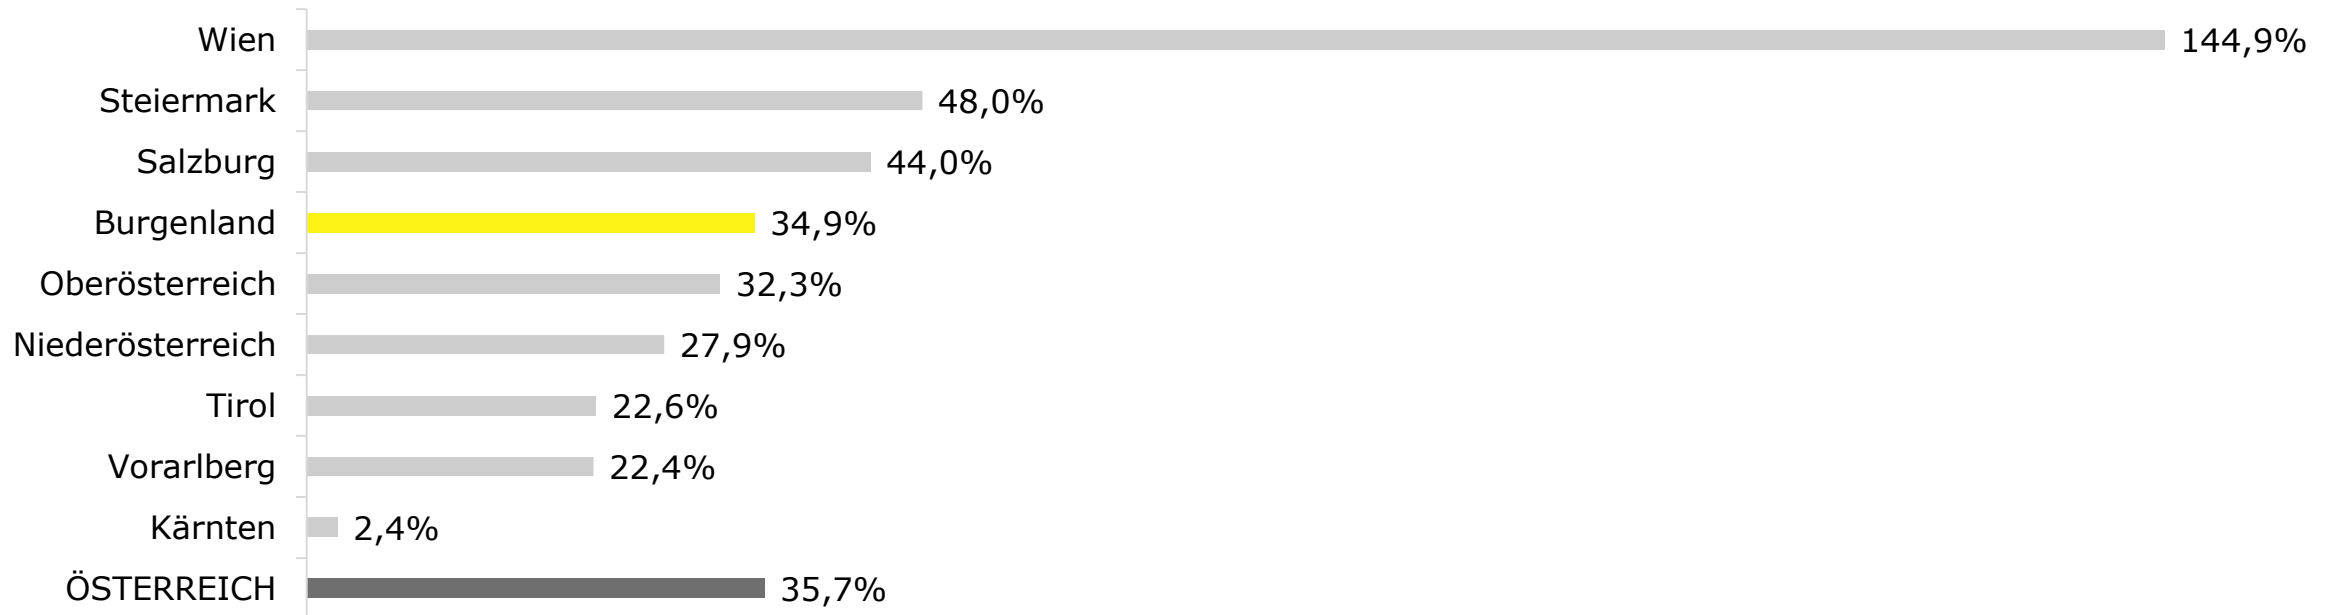 Wien 144,9%
Steiermark 48,0%
Salzburg 44,0%
Burgenland 34,9%
Oberösterreich 32,3%
Niederösterreich 27,9%
Tirol 22,6%
Vorarlberg 22,4%
Kärnten 2,4%
ÖSTERREICH 35,7%